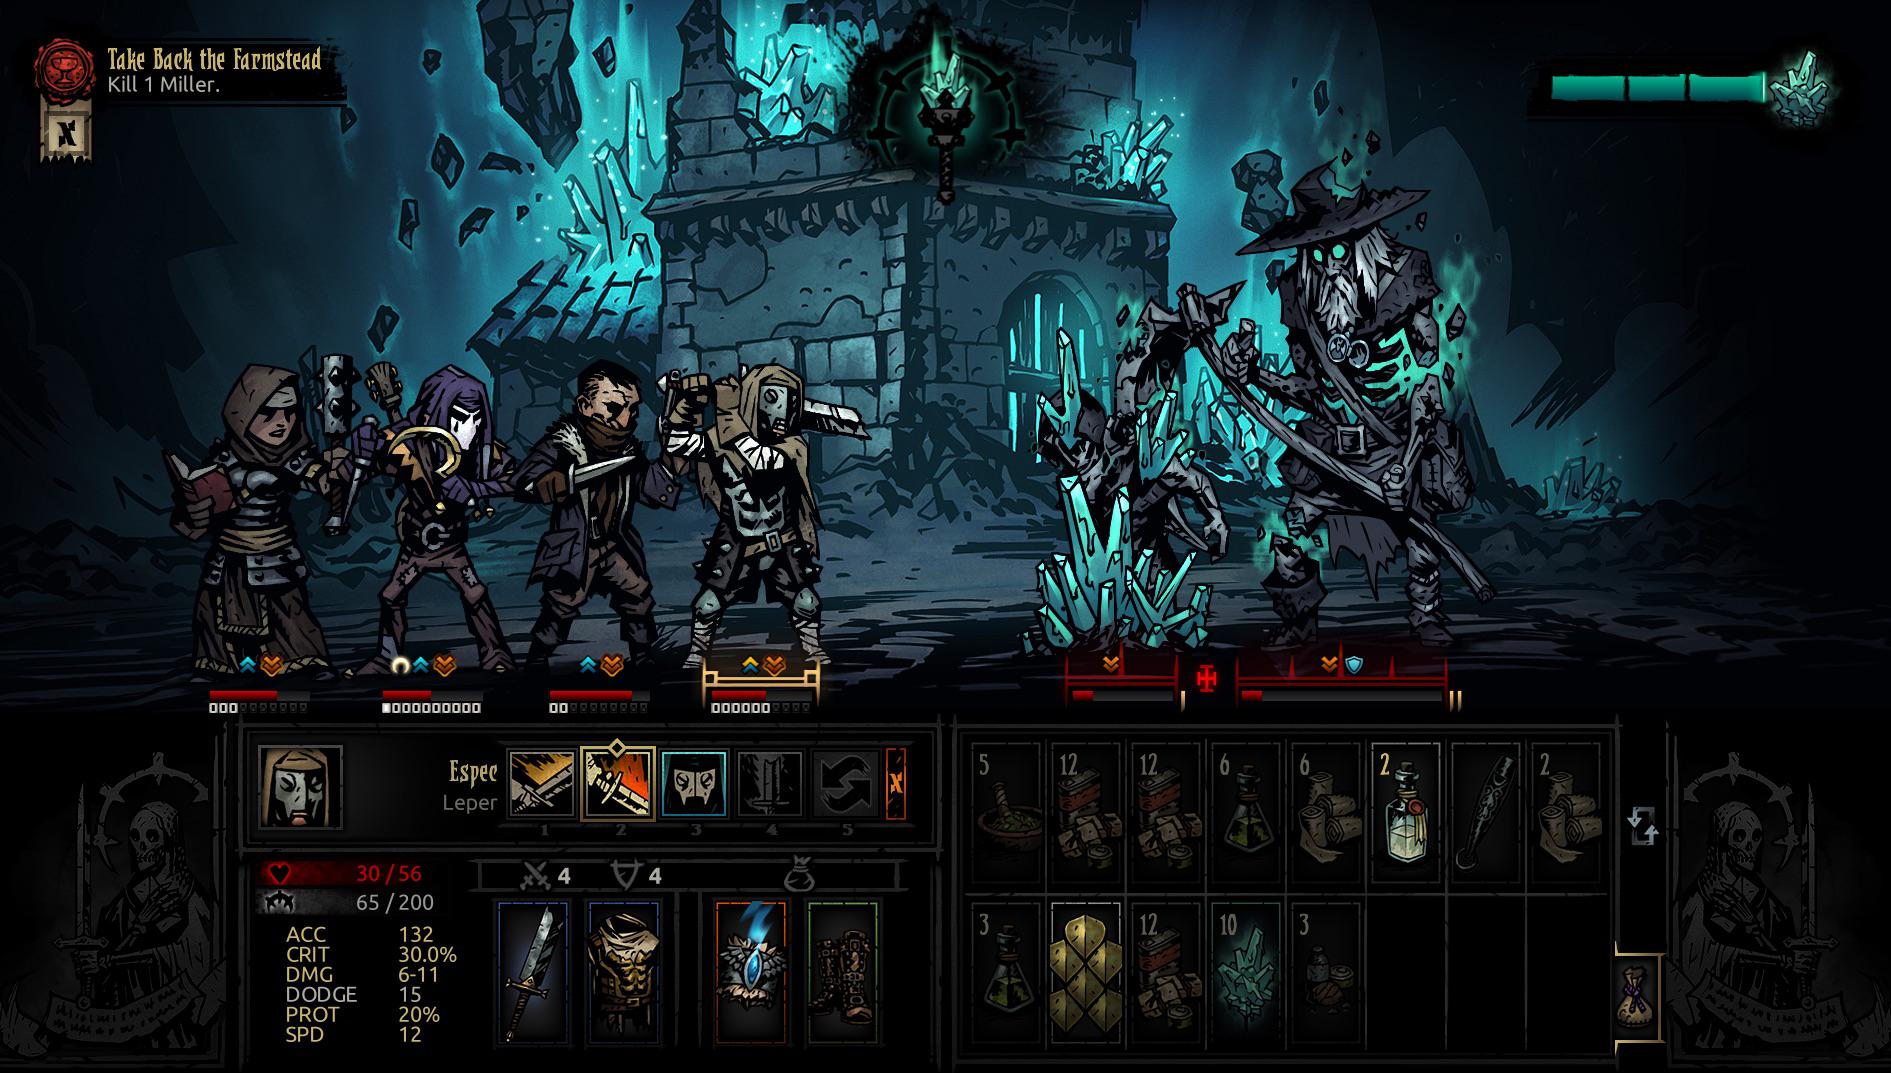 Take Back the Farmstead
Kill 1 Miller.
Espec
Leper
1 2 3 4 5
30 / 56
65 / 200
4 4
ACC 132
CRIT 30.0%
DMG 6-11
DODGE 15
PROT 20%
SPD 12
5 12 12 6 6 2 2
3 12 10 3